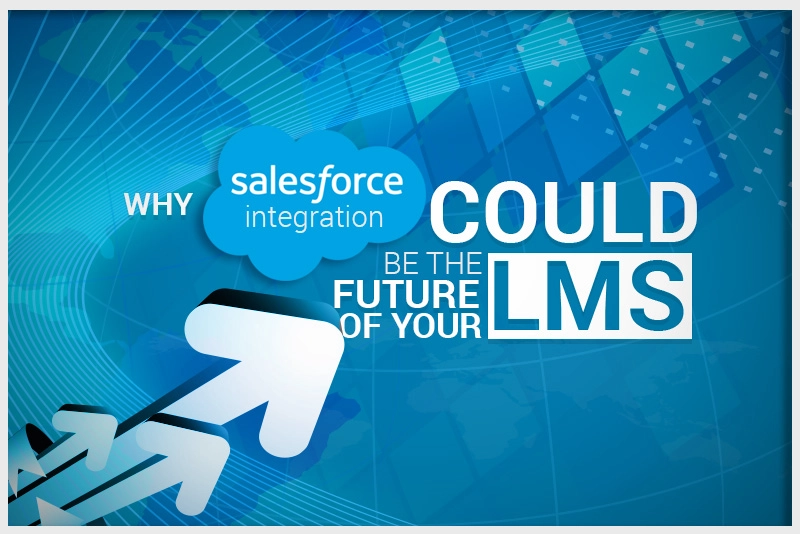 WHY
salesforce
integration
COULD
BE THE
FUTURE
OF YOUR
LMS